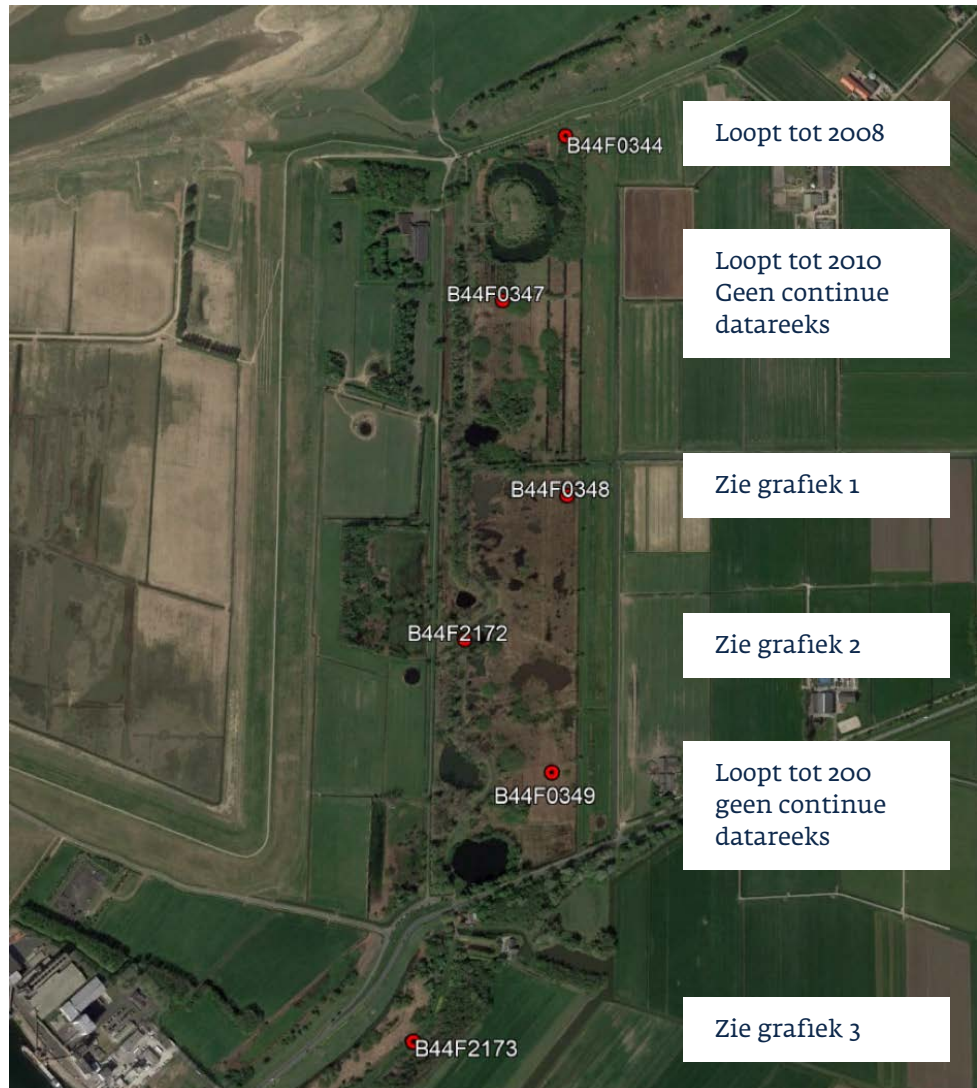 Loopt tot 2008
B44F0344
Loopt tot 2010
Geen continue
datareeks
B44F0347
Zie grafiek 1
B44F0348
Zie grafiek 2
B44F2172
Loopt tot 200
geen continue
datareeks
B44F0349
Zie grafiek 3
B44F2173